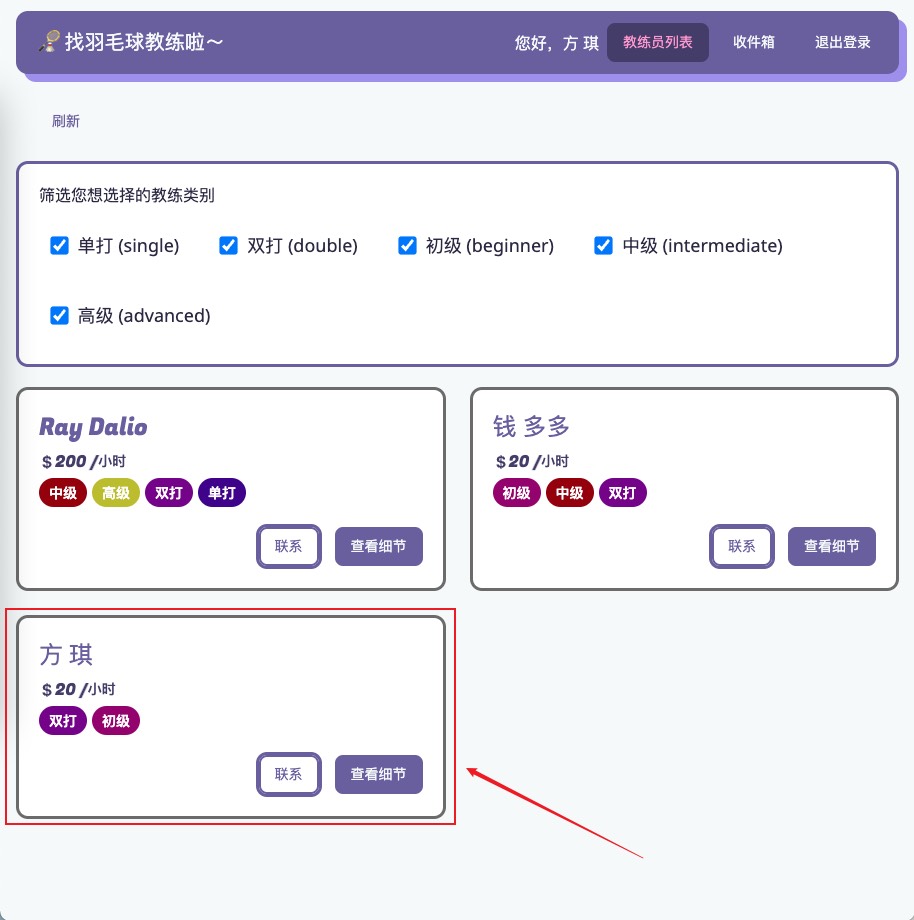 找羽毛球教练啦～ 您好，方 琪 教练员列表 收件箱 退出登录
刷新
筛选您想选择的教练类别
单打 (single) 双打 (double) 初级 (beginner) 中级 (intermediate)
高级 (advanced)
Ray Dalio
$200 /小时
中级 高级 双打 单打
联系 查看细节
钱 多多
$20 /小时
初级 中级 双打
联系 查看细节
方 琪
$20 /小时
双打 初级
联系 查看细节